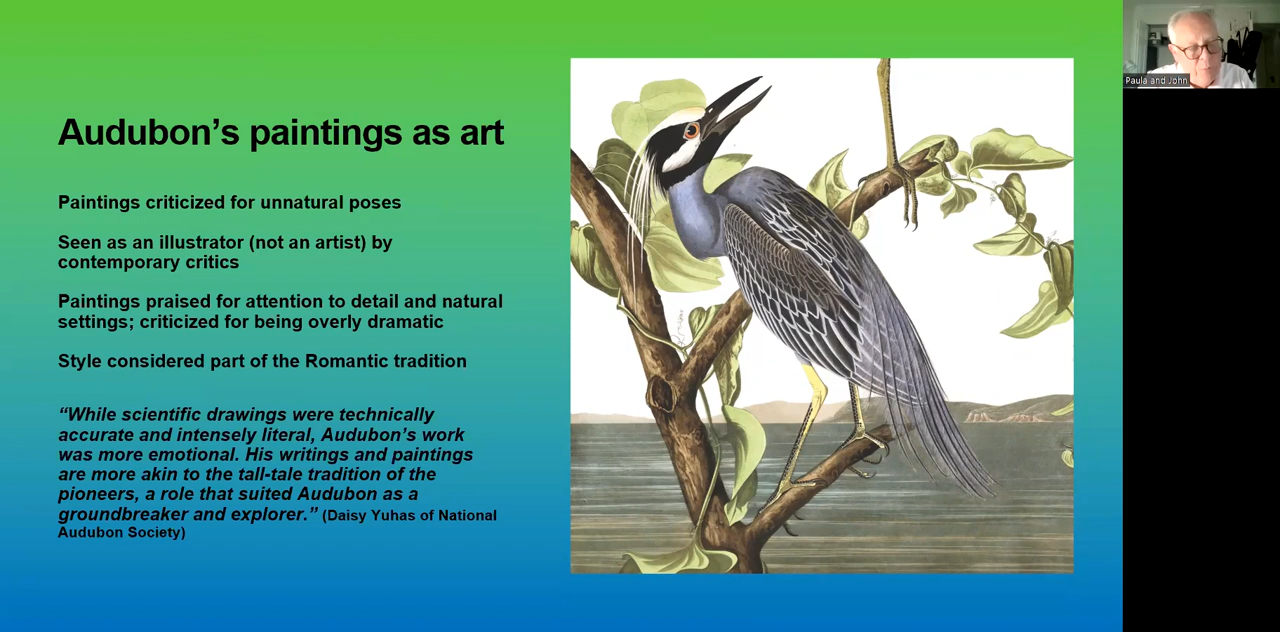 Audubon’s paintings as art
Paintings criticized for unnatural poses
Seen as an illustrator (not an artist) by
contemporary critics
Paintings praised for attention to detail and natural
settings; criticized for being overly dramatic
Style considered part of the Romantic tradition
“While scientific drawings were technically
accurate and intensely literal, Audubon’s work
was more emotional. His writings and paintings
are more akin to the tall-tale tradition of the
pioneers, a role that suited Audubon as a
groundbreaker and explorer.” (Daisy Yuhas of National
Audubon Society)
Paula and John